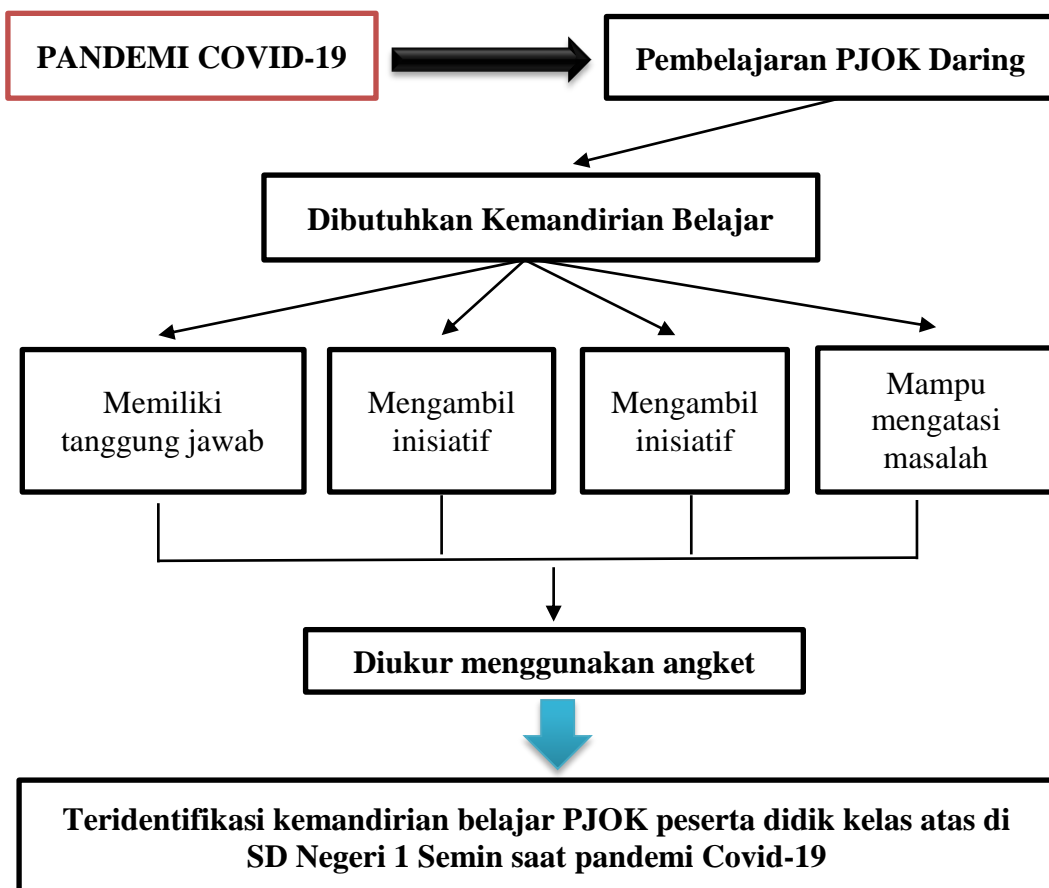 PANDEMI COVID-19
Pembelajaran PJOK Daring
Dibutuhkan Kemandirian Belajar
Memiliki
tanggung jawab
Mengambil
inisiatif
Mengambil
inisiatif
Mampu
mengatasi
masalah
Diukur menggunakan angket
Teridentifikasi kemandirian belajar PJOK peserta didik kelas atas di
SD Negeri 1 Semin saat pandemi Covid-19